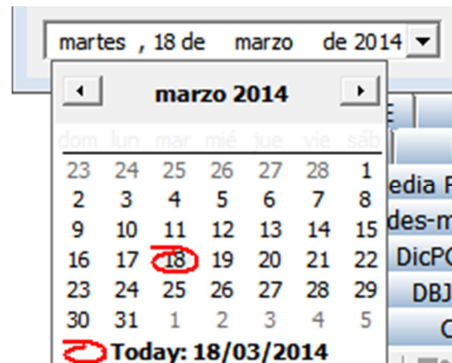 martes , 18 de marzo de 2014
marzo 2014
dom lun mar mié jue vie sáb
23 24 25 26 27 28 1
2 3 4 5 6 7 8
9 10 11 12 13 14 15
16 17 18 19 20 21 22
23 24 25 26 27 28 29
30 31 1 2 3 4 5
Today: 18/03/2014
E
edia F
des-m
DicPO
DBJ